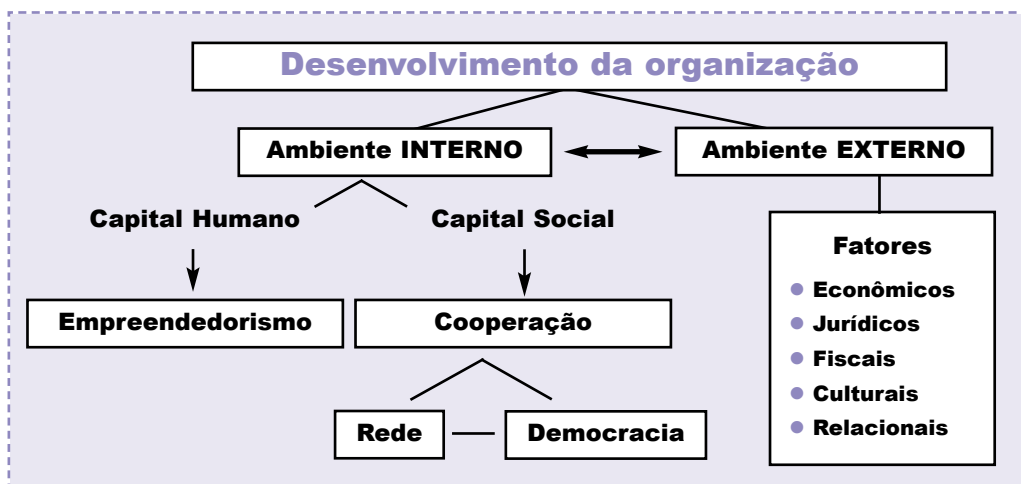 Desenvolvimento da organização
Ambiente INTERNO
Ambiente EXTERNO
Capital Humano
Capital Social
Empreendedorismo
Cooperação
Rede
Democracia
Fatores
Econômicos
Jurídicos
Fiscais
Culturais
Relacionais